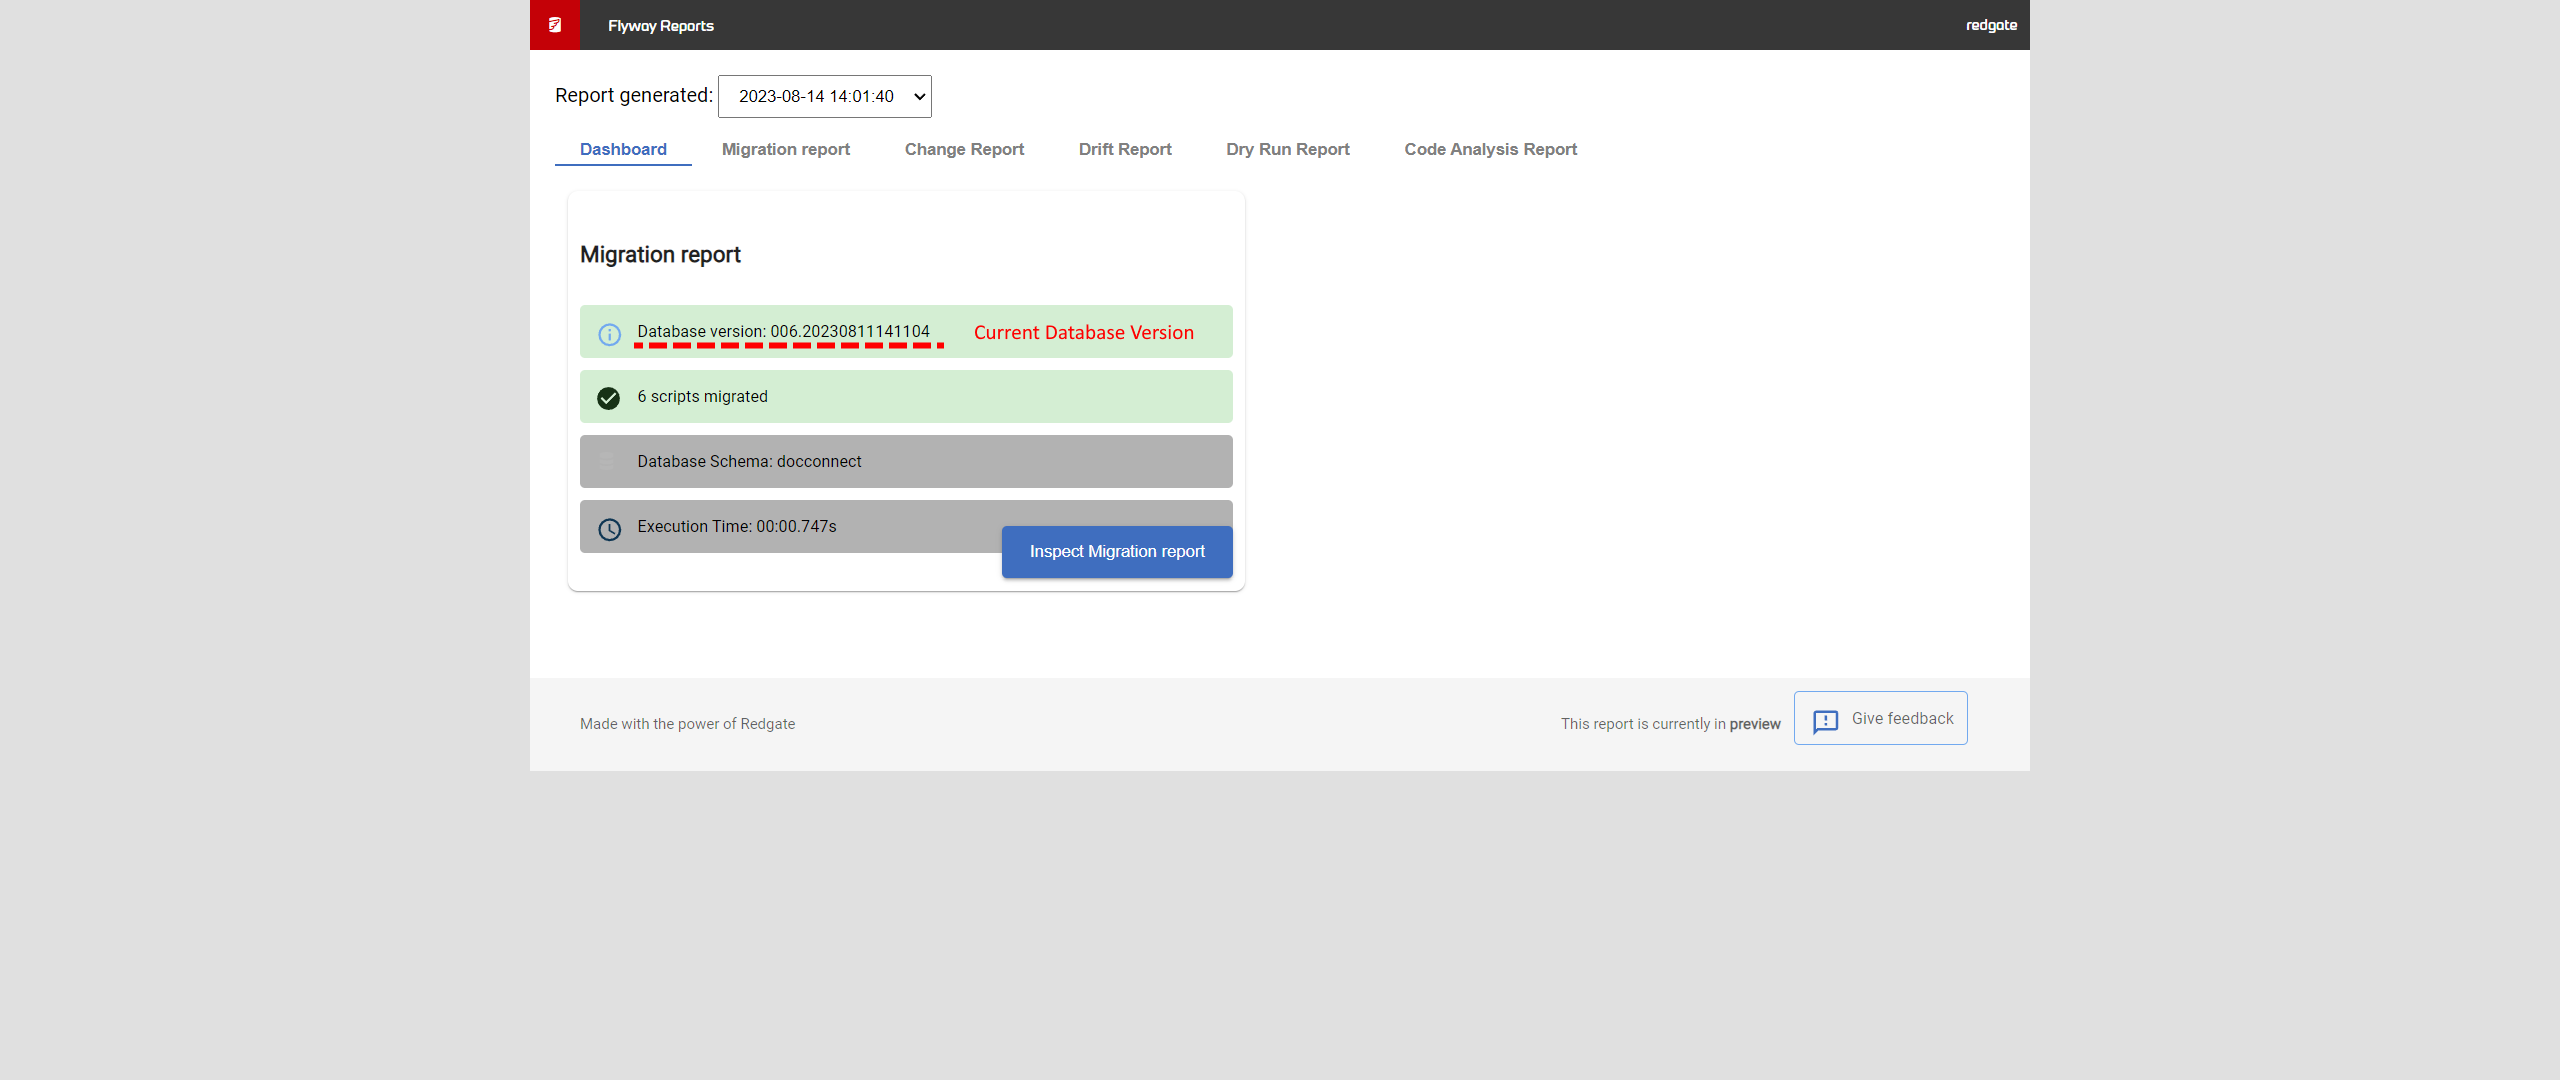 Flyway Reports
redgate
Report generated: 2023-08-14 14:01:40
Dashboard Migration report Change Report Drift Report Dry Run Report Code Analysis Report
Migration report
Database version: 006.20230811141104 Current Database Version
6 scripts migrated
Database Schema: docconnect
Execution Time: 00:00.747s
Inspect Migration report
Made with the power of Redgate
This report is currently in preview
Give feedback